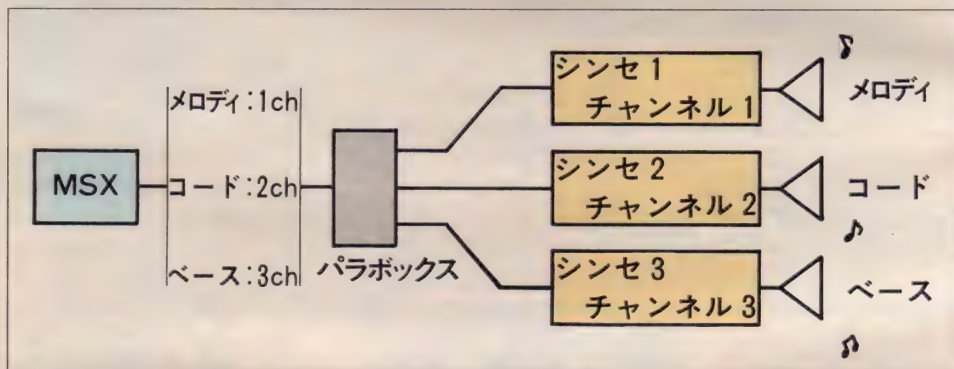 MSX
メロディ:1ch
コード:2ch
ベース:3ch
パラボックス
シンセ1
チャンネル1
メロディ
シンセ2
チャンネル2
コード
シンセ3
チャンネル3
ベース